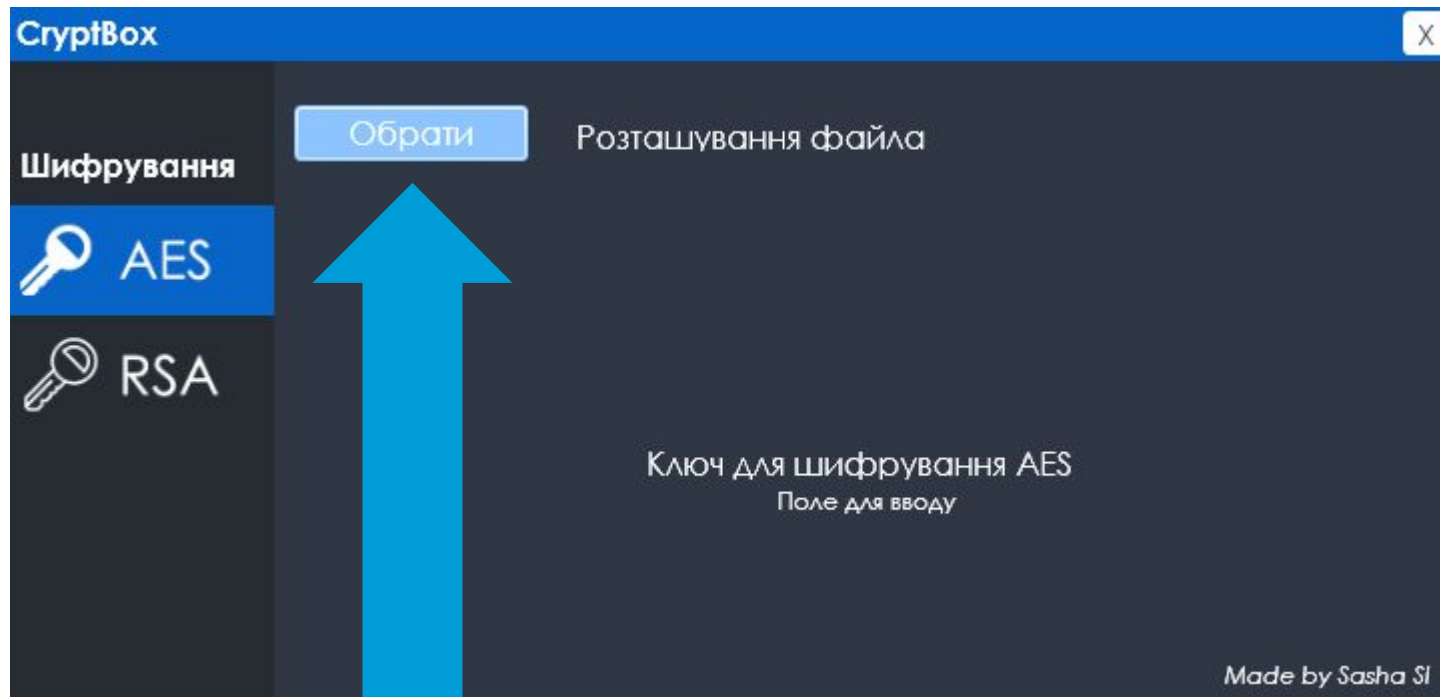 CryptBox
X
Обрати
Розташування файла
Шифрування
AES
RSA
Ключ для шифрування AES
Поле для вводу
Made by Sasha SI